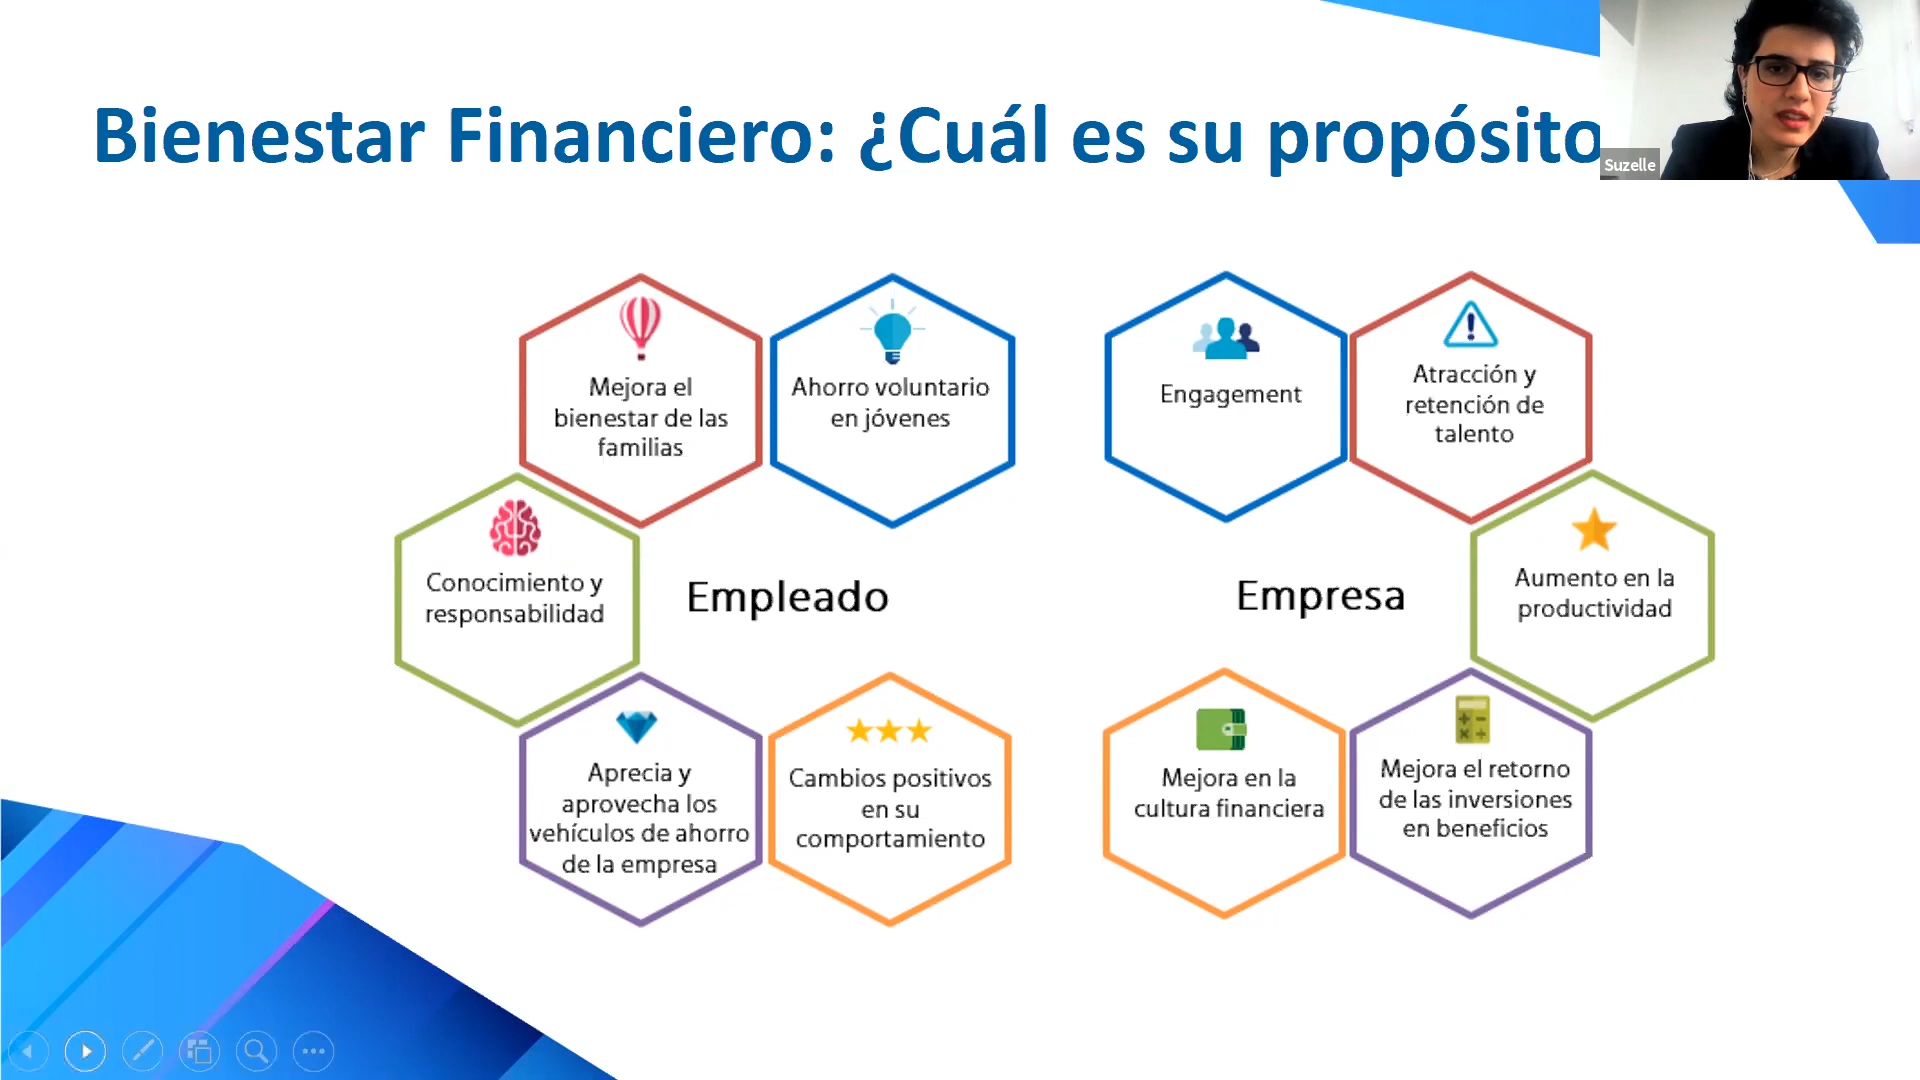 Bienestar Financiero: ¿Cuál es su propósito
Suzelle
Mejora el
bienestar de las
familias
Ahorro voluntario
en jóvenes
Conocimiento y
responsabilidad
Empleado
Aprecia y
aprovecha los
vehículos de ahorro
de la empresa
Cambios positivos
en su
comportamiento
Engagement
Atracción y
retención de
talento
Aumento en la
productividad
Empresa
Mejora en la
cultura financiera
Mejora el retorno
de las inversiones
en beneficios